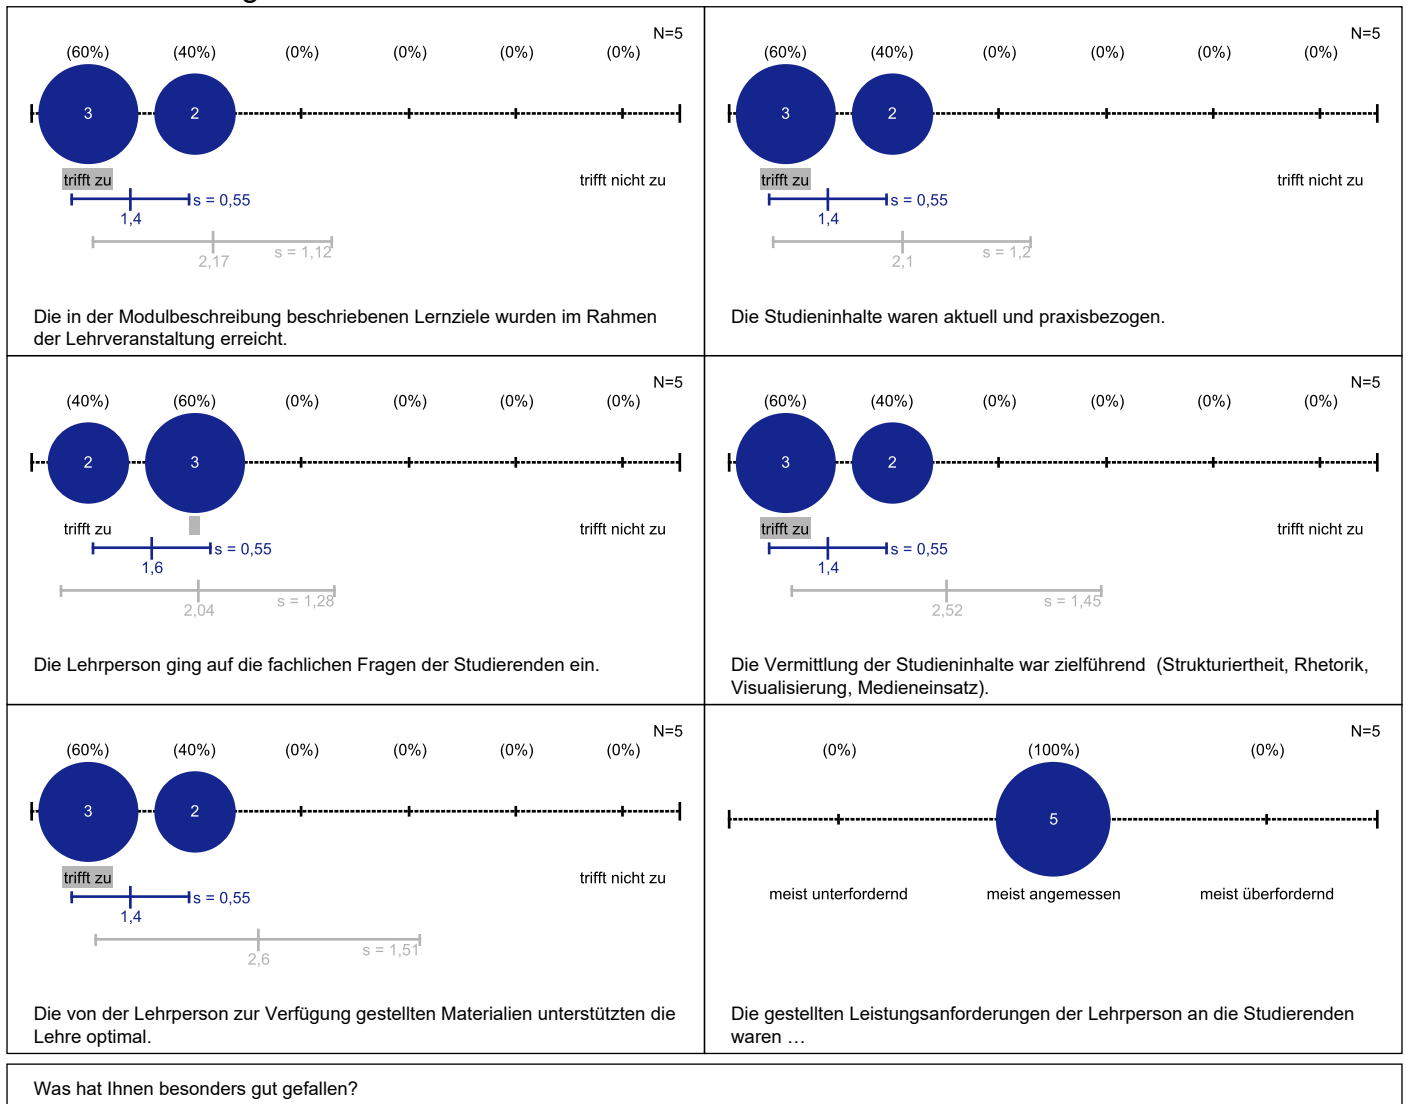 N=5
(60%) (40%) (0%) (0%) (0%) (0%)
3 2
trifft zu trifft nicht zu
s = 0,55
1,4
s = 1,12
2,17
Die in der Modulbeschreibung beschriebenen Lernziele wurden im Rahmen
der Lehrveranstaltung erreicht.
N=5
(60%) (40%) (0%) (0%) (0%) (0%)
3 2
trifft zu trifft nicht zu
s = 0,55
1,4
s = 1,2
2,1
Die Studieninhalte waren aktuell und praxisbezogen.
N=5
(40%) (60%) (0%) (0%) (0%) (0%)
2 3
trifft zu trifft nicht zu
s = 0,55
1,6
s = 1,28
2,04
Die Lehrperson ging auf die fachlichen Fragen der Studierenden ein.
N=5
(60%) (40%) (0%) (0%) (0%) (0%)
3 2
trifft zu trifft nicht zu
s = 0,55
1,4
s = 1,45
2,52
Die Vermittlung der Studieninhalte war zielführend (Strukturiertheit, Rhetorik,
Visualisierung, Medieneinsatz).
N=5
(60%) (40%) (0%) (0%) (0%) (0%)
3 2
trifft zu trifft nicht zu
s = 0,55
1,4
s = 1,51
2,6
Die von der Lehrperson zur Verfügung gestellten Materialien unterstützten die
Lehre optimal.
N=5
(0%) (100%) (0%)
5
meist unterfordernd meist angemessen meist überfordernd
Die gestellten Leistungsanforderungen der Lehrperson an die Studierenden
waren …
Was hat Ihnen besonders gut gefallen?